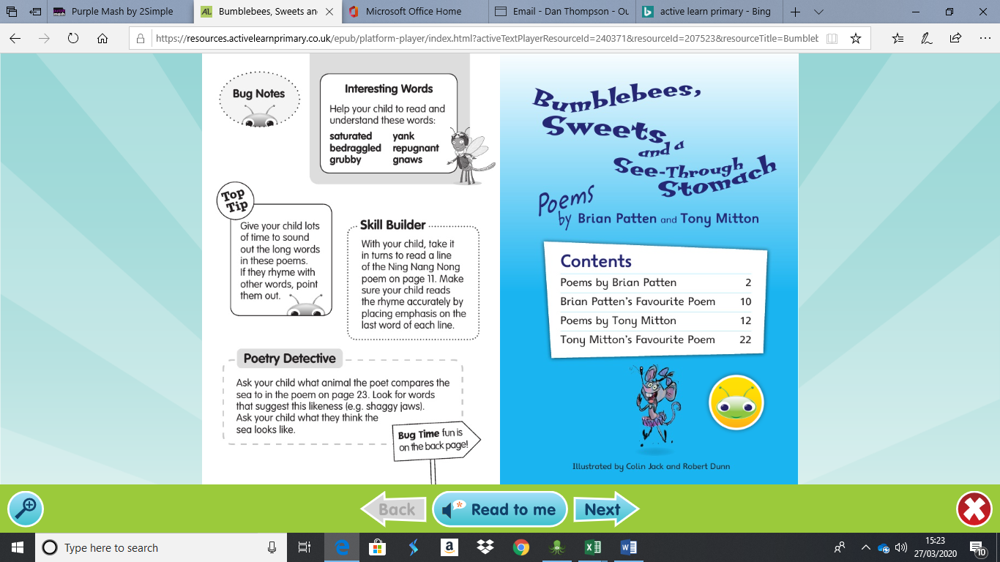 Purple Mash by 2Simple
Bumblebees, Sweets and
Microsoft Office Home
Email - Dan Thompson - Ou
active learn primary - Bing
https://resources.activelearnprimary.co.uk/epub/platform-player/index.html?activeTextPlayerResourceId=240371&resourceId=207523&resourceTitle=Bumbleb
Bug Notes
Interesting Words
Help your child to read and
understand these words:
saturated yank
bedraggled repugnant
grubby gnaws
Top
Tip
Give your child lots
of time to sound
out the long words
in these poems.
If they rhyme with
other words, point
them out.
Skill Builder
With your child, take it
in turns to read a line
of the Ning Nang Nong
poem on page 11. Make
sure your child reads
the rhyme accurately by
placing emphasis on the
last word of each line.
Poetry Detective
Ask your child what animal the poet compares the
sea to in the poem on page 23. Look for words
that suggest this likeness (e.g. shaggy jaws).
Ask your child what they think the
sea looks like.
Bug Time fun is
on the back page!
Bumblebees,
Sweets
and a
See-Through
Stomach
Poems
by Brian Patten and Tony Mitton
Contents
Poems by Brian Patten 2
Brian Patten's Favourite Poem 10
Poems by Tony Mitton 12
Tony Mitton's Favourite Poem 22
Illustrated by Colin Jack and Robert Dunn
Back
Read to me
Next
Type here to search
15:23
27/03/2020
10